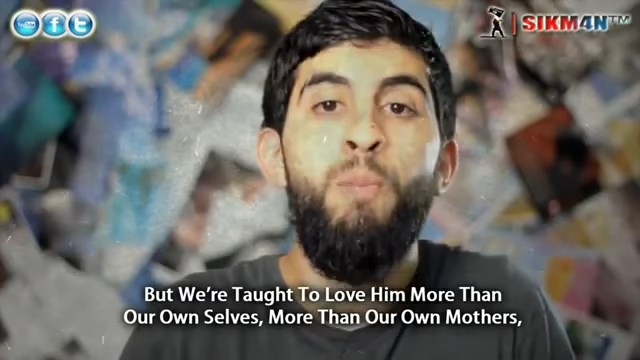 SIKM4N™
But We're Taught To Love Him More Than
Our Own Selves, More Than Our Own Mothers,